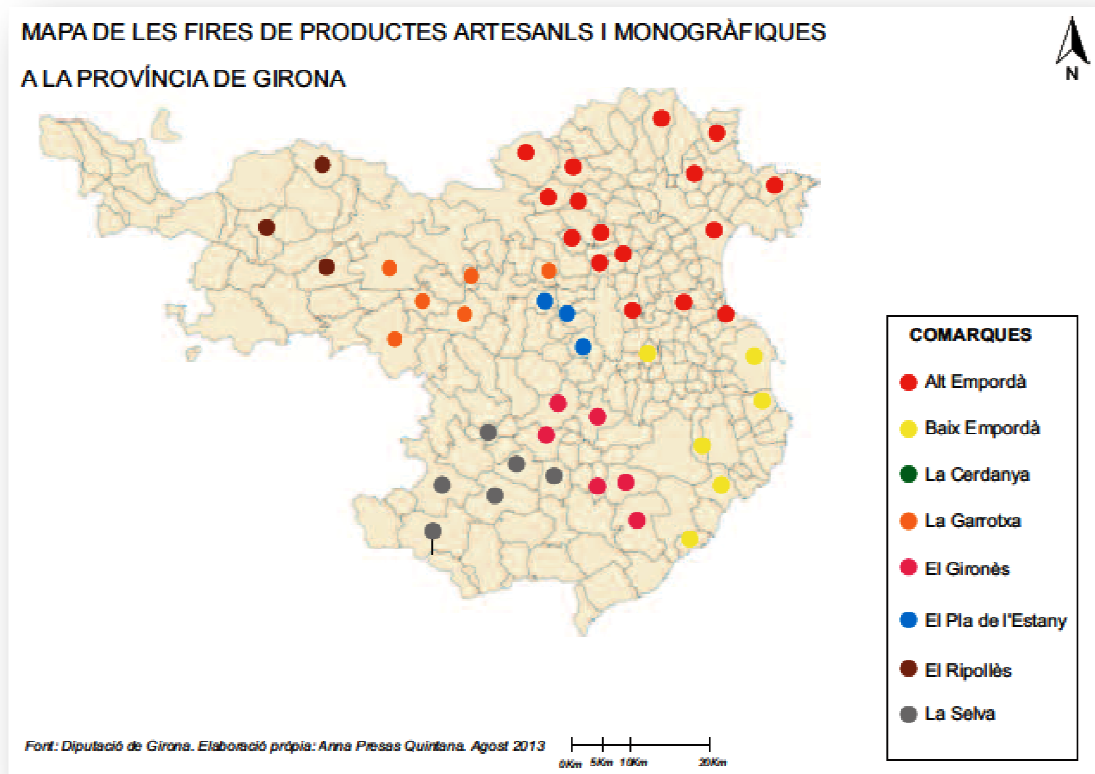 MAPA DE LES FIRES DE PRODUCTES ARTESANLS I MONOGRÀFIQUES
A LA PROVÍNCIA DE GIRONA
N
COMARQUES
Alt Empordà
Baix Empordà
La Cerdanya
La Garrotxa
El Gironès
El Pla de l'Estany
El Ripollès
La Selva
Font: Diputació de Girona. Elaboració pròpia: Anna Presas Quintana. Agost 2013
0Km 5Km 10Km 20Km